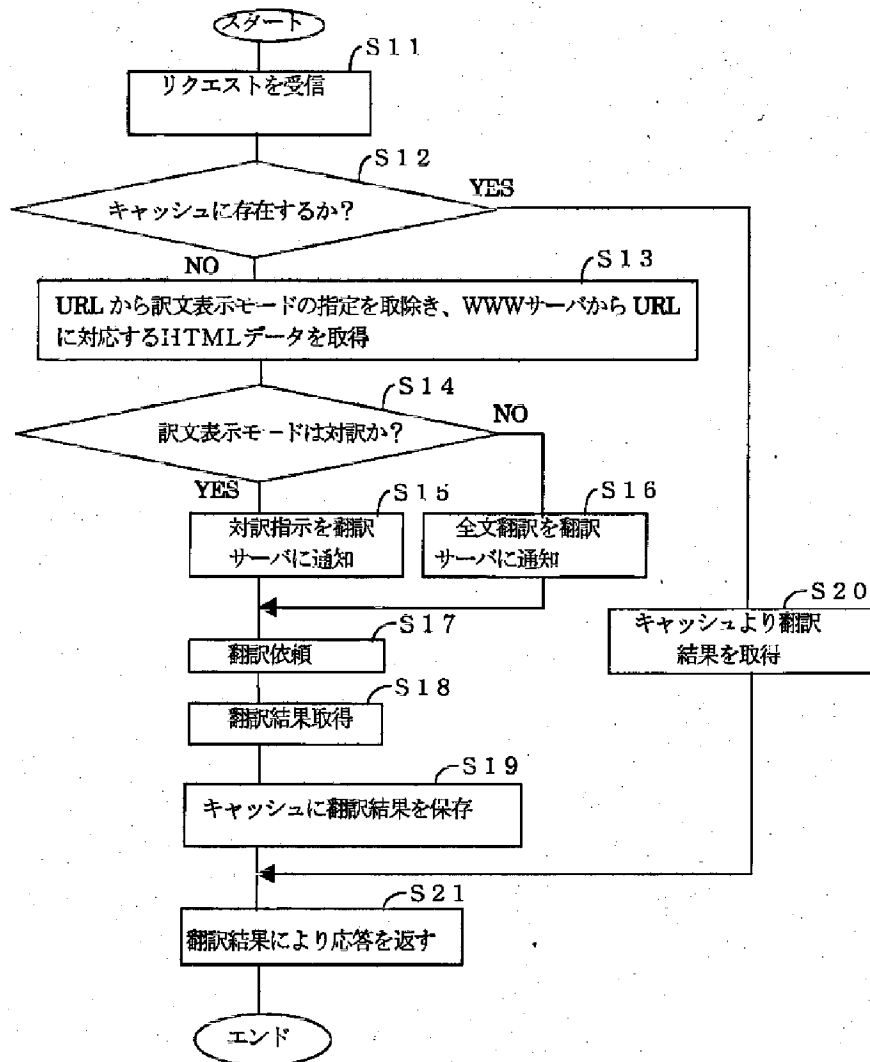 スタート
S11
リクエストを受信
S12
キャッシュに存在するか?
YES
NO
S13
URLから訳文表示モードの指定を取除き、WWWサーバからURL
に対応するHTMLデータを取得
S14
訳文表示モードは対訳か?
NO
YES
S15
対訳指示を翻訳
サーバに通知
S16
全文翻訳を翻訳
サーバに通知
S17
翻訳依頼
S18
翻訳結果取得
S19
キャッシュに翻訳結果を保存
S20
キャッシュより翻訳
結果を取得
S21
翻訳結果により応答を返す
エンド